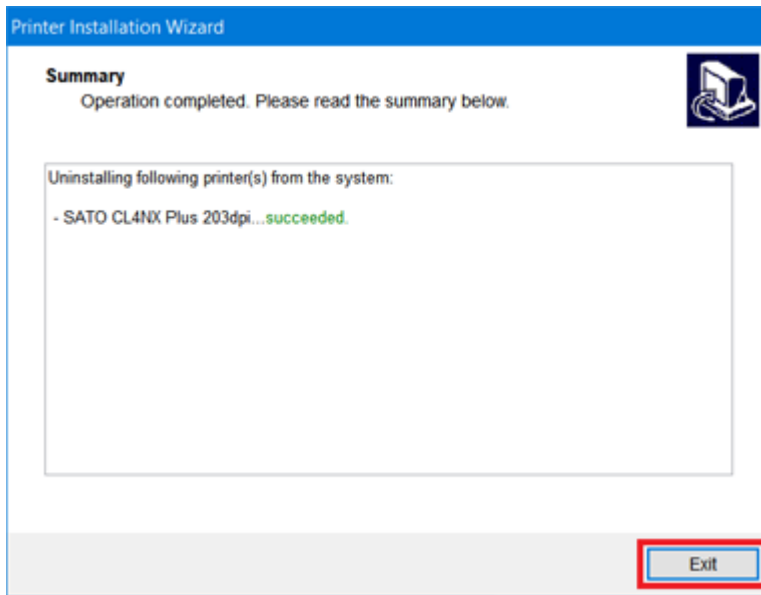 Printer Installation Wizard
Summary
Operation completed. Please read the summary below.
Uninstalling following printer(s) from the system:
- SATO CL4NX Plus 203dpi...succeeded.
Exit